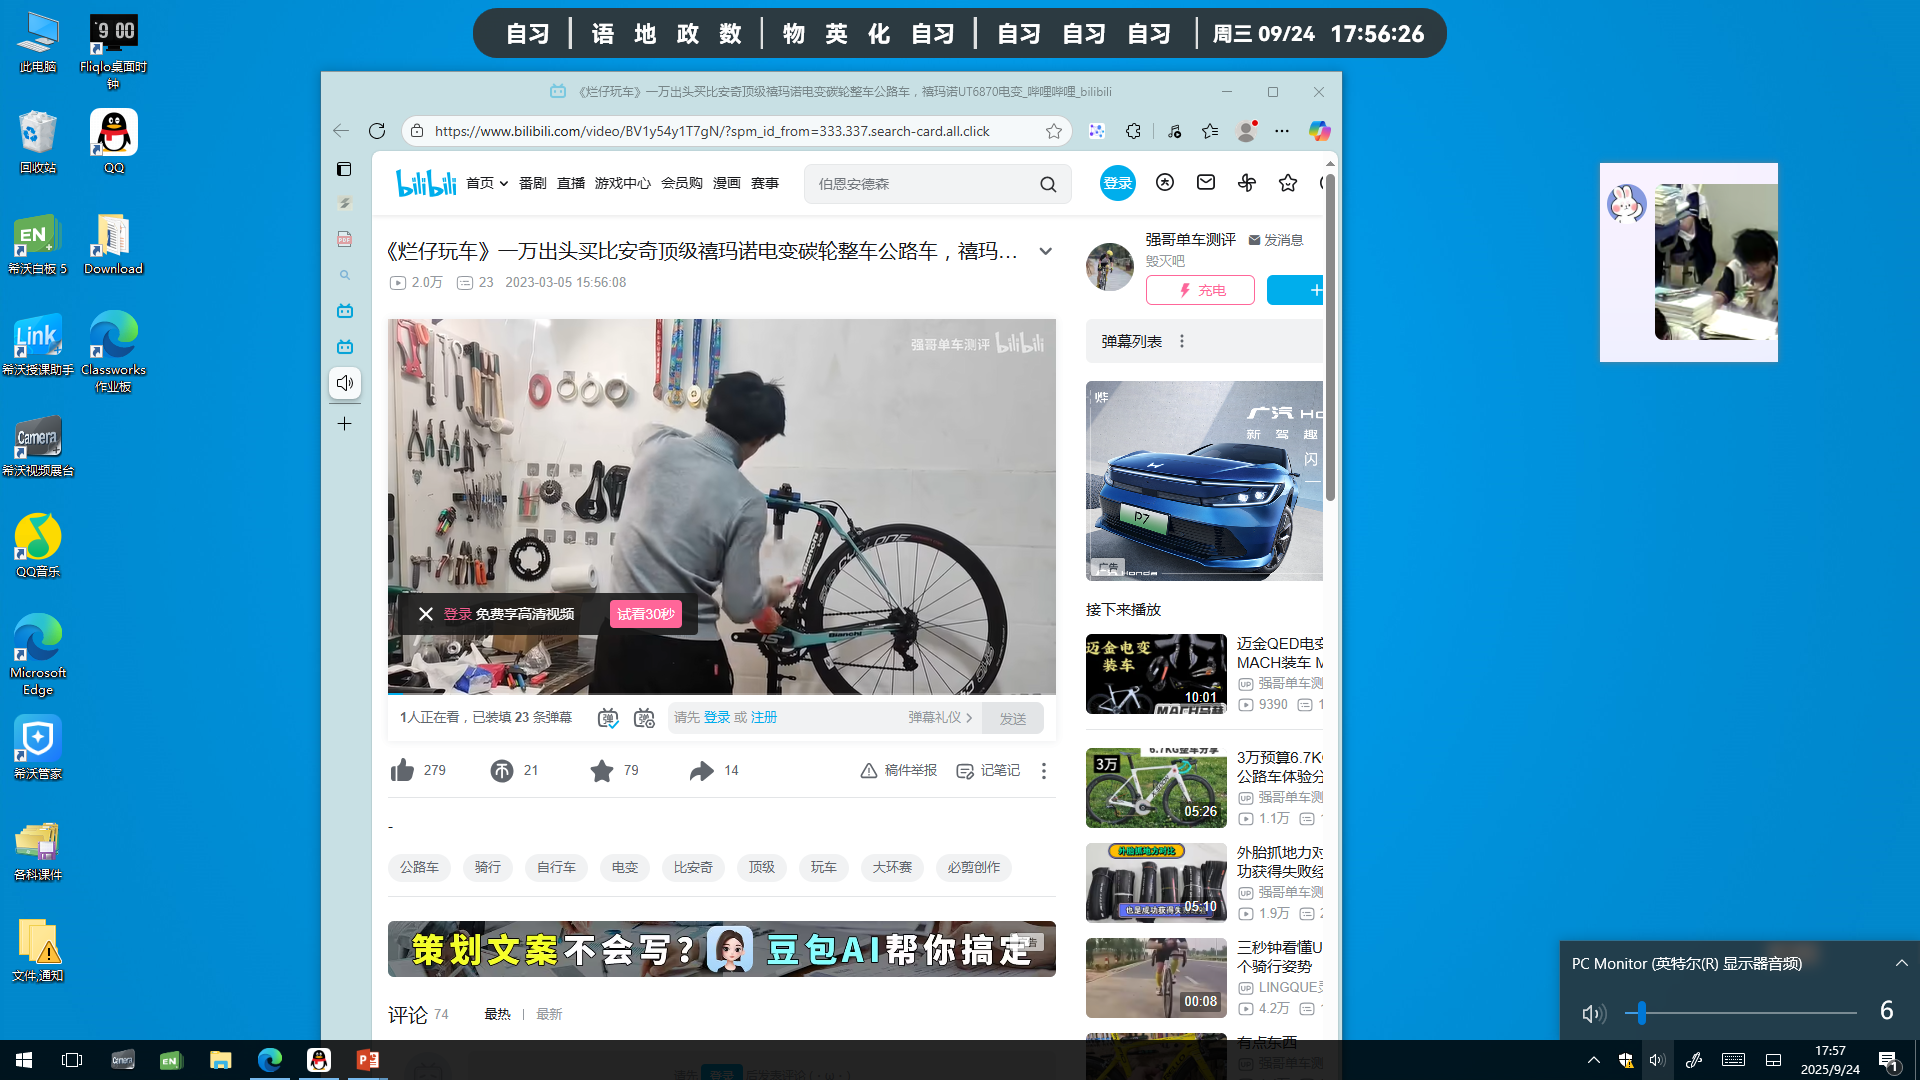 自习 | 语 地 政 数 | 物 英 化 自习 | 自习 自习 自习 | 周三 09/24 17:56:26
此电脑
Fliqlo桌面时钟
回收站
QQ
希沃白板 5
Download
希沃授课助手
Classworks作业板
希沃视频展台
QQ音乐
Microsoft Edge
希沃管家
各科课件
文件,通知
《烂仔玩车》一万出头买比安奇顶级禧玛诺电变碳轮整车公路车，禧玛诺UT6870电变_哔哩哔哩_bilibili
https://www.bilibili.com/video/BV1y54y1T7gN/?spm_id_from=333.337.search-card.all.click
bilibili 首页 番剧 直播 游戏中心 会员购 漫画 赛事 伯恩安德森 登录
《烂仔玩车》一万出头买比安奇顶级禧玛诺电变碳轮整车公路车，禧玛...
2.0万 23 2023-03-05 15:56:08
强哥单车测评 发消息
毁灭吧
充电
弹幕列表
强哥单车测评 bilibili
登录 免费享高清视频 试看30秒
Bianchi
1人正在看，已装填 23 条弹幕 请先 登录 或 注册 弹幕礼仪 发送
279 21 79 14 稿件举报 记笔记
-
公路车 骑行 自行车 电变 比安奇 顶级 玩车 大环赛 必剪创作
策划文案不会写? 豆包AI帮你搞定
广告
评论 74 最热 | 最新
烨
广汽 Ho
新 驾 趣
闪
P7
广告
接下来播放
迈金电变
装车
10:01
迈金QED电变
MACH装车 M
强哥单车测
9390
6.7KG整车分享
3万
05:26
3万预算6.7K
公路车体验分
强哥单车测
1.1万
外胎抓地力对比
05:10
外胎抓地力对
功获得失败经
强哥单车测
1.9万
00:08
三秒钟看懂U
个骑行姿势
LINGQUE灵
4.2万
有点东西
PC Monitor (英特尔(R) 显示器音频)
6
17:57
2025/9/24
1